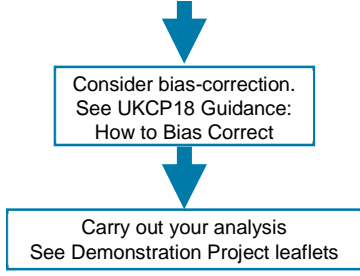 Consider bias-correction.
See UKCP18 Guidance:
How to Bias Correct
Carry out your analysis
See Demonstration Project leaflets